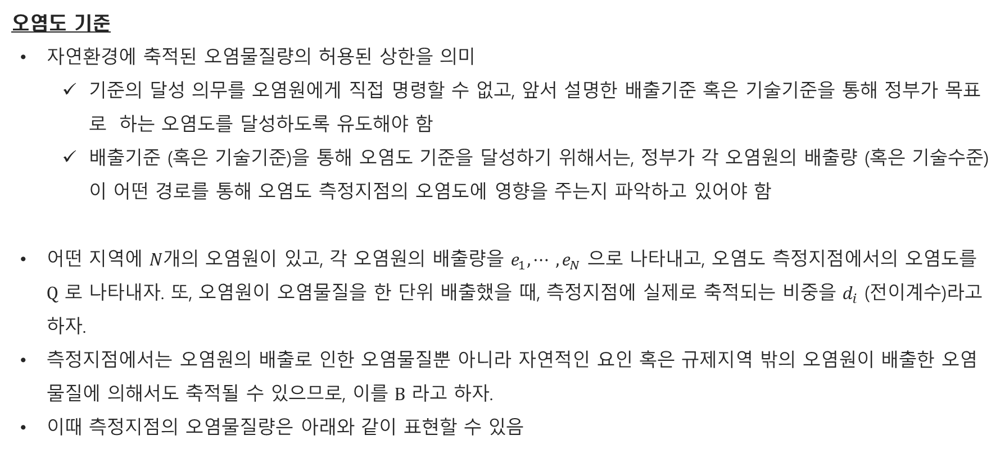 오염도 기준
• 자연환경에 축적된 오염물질량의 허용된 상한을 의미
✓ 기준의 달성 의무를 오염원에게 직접 명령할 수 없고, 앞서 설명한 배출기준 혹은 기술기준을 통해 정부가 목표
로 하는 오염도를 달성하도록 유도해야 함
✓ 배출기준 (혹은 기술기준)을 통해 오염도 기준을 달성하기 위해서는, 정부가 각 오염원의 배출량 (혹은 기술수준)
이 어떤 경로를 통해 오염도 측정지점의 오염도에 영향을 주는지 파악하고 있어야 함
• 어떤 지역에 N개의 오염원이 있고, 각 오염원의 배출량을 e₁,⋯ ,e_N 으로 나타내고, 오염도 측정지점에서의 오염도를
Q 로 나타내자. 또, 오염원이 오염물질을 한 단위 배출했을 때, 측정지점에 실제로 축적되는 비중을 dᵢ (전이계수)라고
하자.
• 측정지점에서는 오염원의 배출로 인한 오염물질뿐 아니라 자연적인 요인 혹은 규제지역 밖의 오염원이 배출한 오염
물질에 의해서도 축적될 수 있으므로, 이를 B 라고 하자.
• 이때 측정지점의 오염물질량은 아래와 같이 표현할 수 있음